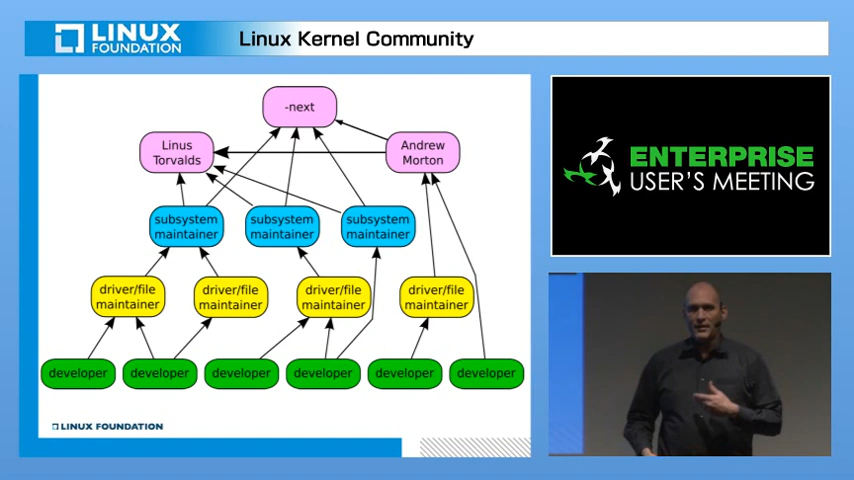 LINUX
FOUNDATION
Linux Kernel Community
-next
Linus
Torvalds
Andrew
Morton
subsystem
maintainer
subsystem
maintainer
subsystem
maintainer
driver/file
maintainer
driver/file
maintainer
driver/file
maintainer
driver/file
maintainer
developer
developer
developer
developer
developer
developer
LINUX FOUNDATION
ENTERPRISE
USER'S MEETING